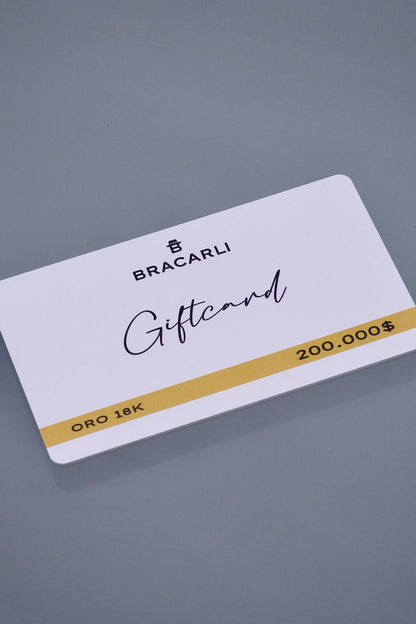 BRACARLI
Giftcard
200.000$
ORO 18K